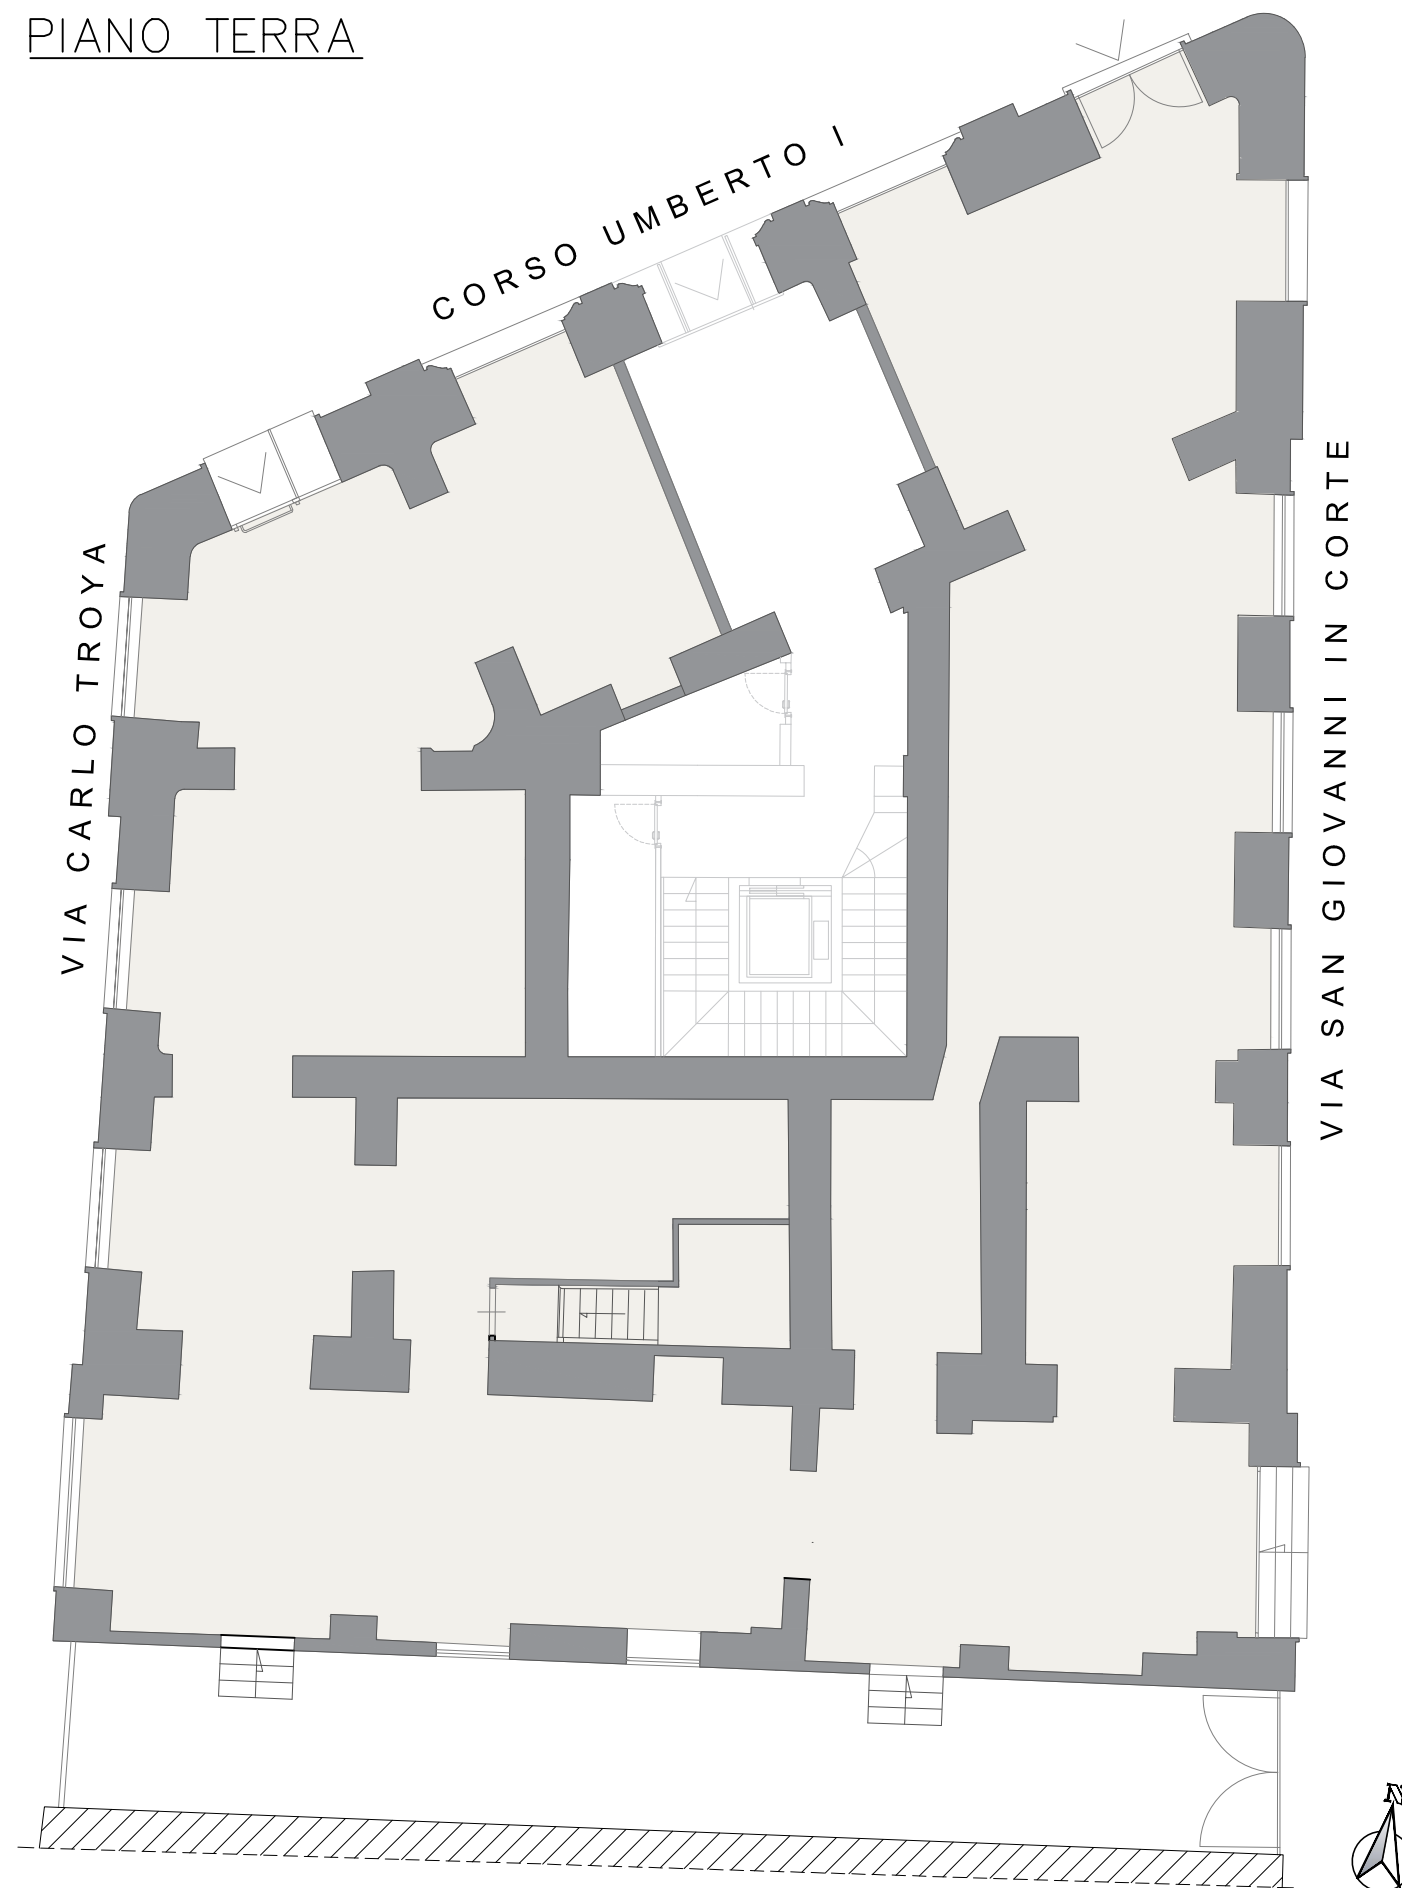 PIANO TERRA
CORSO UMBERTO I
VIA CARLO TROYA
VIA SAN GIOVANNI IN CORTE
N